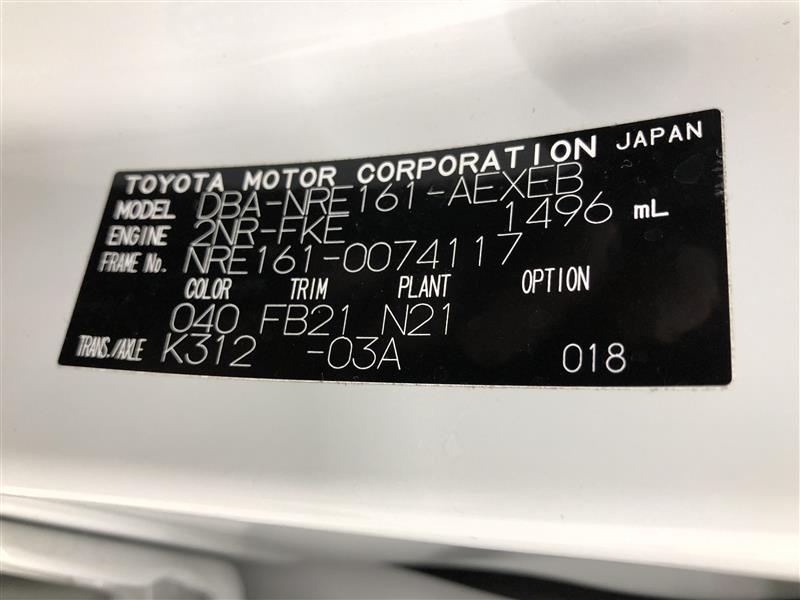 TOYOTA MOTOR CORPORATION JAPAN
MODEL DBA-NRE161-AEXEB
ENGINE 2NR-FKE 1496 mL
FRAME No. NRE161-0074117
COLOR TRIM PLANT OPTION
040 FB21 N21
TRANS./AXLE K312 -03A 018